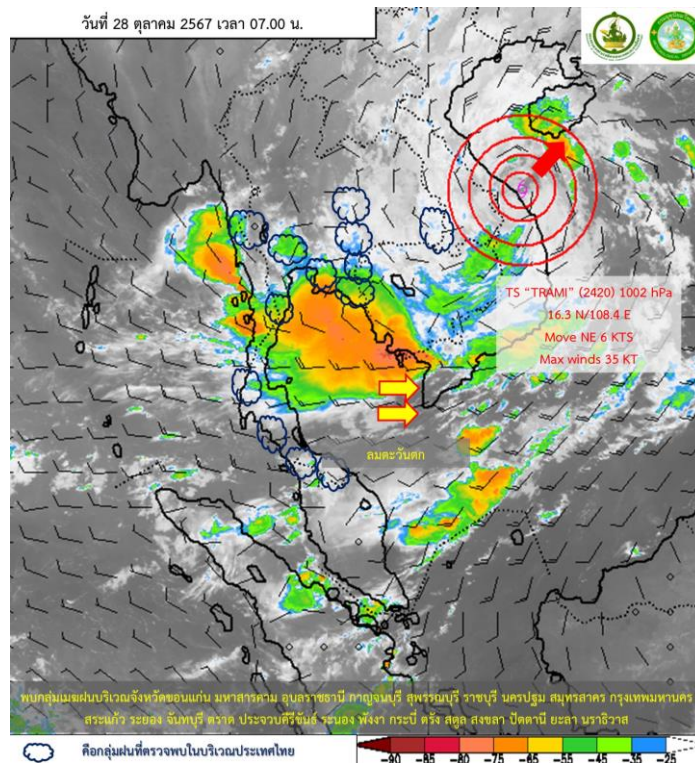 วันที่ 28 ตุลาคม 2567 เวลา 07.00 น.
TS "TRAMI" (2420) 1002 hPa
16.3 N/108.4 E
Move NE 6 KTS
Max winds 35 KT
ลมตะวันตก
พบกลุ่มเมฆฝนบริเวณจังหวัดขอนแก่น มหาสารคาม อุบลราชธานี กาญจนบุรี สุพรรณบุรี ราชบุรี นครปฐม สมุทรสาคร กรุงเทพมหานคร
สระแก้ว ระยอง จันทบุรี ตราด ประจวบคีรีขันธ์ ระนอง พังงา กระบี่ ตรัง สตูล สงขลา ปัตตานี ยะลา นราธิวาส
คือกลุ่มฝนที่ตรวจพบในบริเวณประเทศไทย
-90 -85 -80 -75 -65 -55 -45 -35 -25